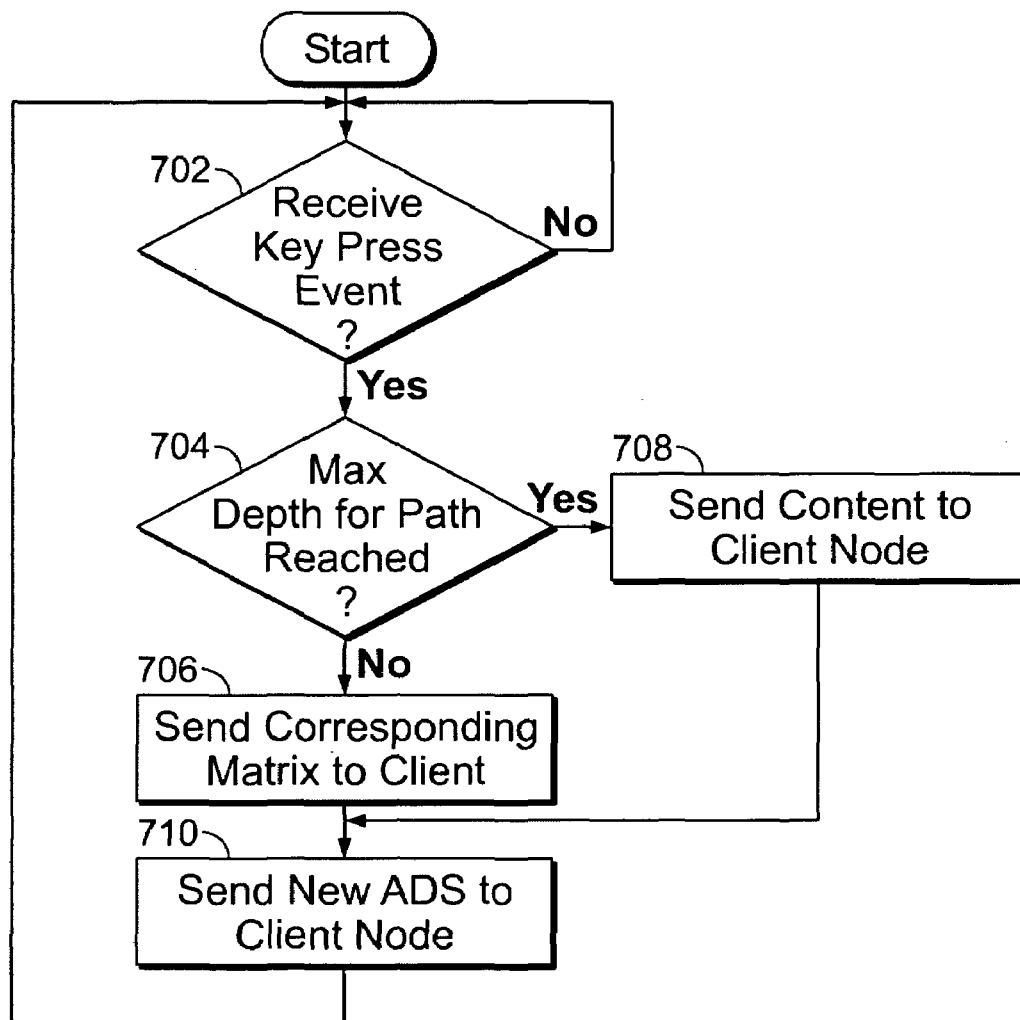 Start
702
Receive
Key Press
Event
?
No
Yes
704
Max
Depth for Path
Reached
?
Yes
708
Send Content to
Client Node
No
706
Send Corresponding
Matrix to Client
710
Send New ADS to
Client Node